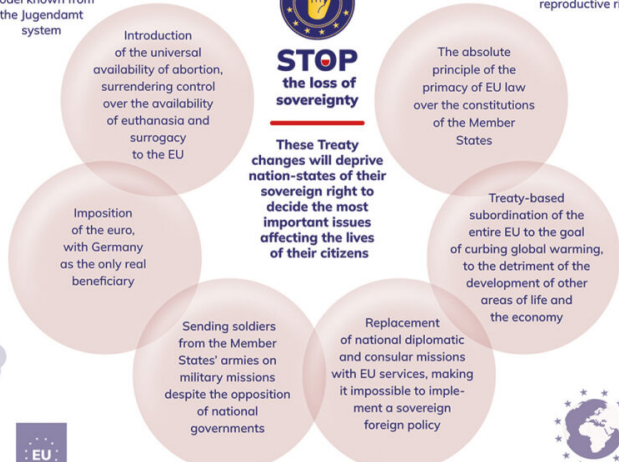 the Jugendamt
system
reproductive
Introduction
of the universal
availability of abortion,
surrendering control
over the availability
of euthanasia and
surrogacy
to the EU
STOP
the loss of
sovereignty
These Treaty
changes will deprive
nation-states of their
sovereign right to
decide the most
important issues
affecting the lives
of their citizens
The absolute
principle of the
primacy of EU law
over the constitutions
of the Member
States
Imposition
of the euro,
with Germany
as the only real
beneficiary
Treaty-based
subordination of the
entire EU to the goal
of curbing global warming,
to the detriment of the
development of other
areas of life and
the economy
Sending soldiers
from the Member
States' armies on
military missions
despite the opposition
of national
governments
Replacement
of national diplomatic
and consular missions
with EU services, making
it impossible to imple-
ment a sovereign
foreign policy
EU